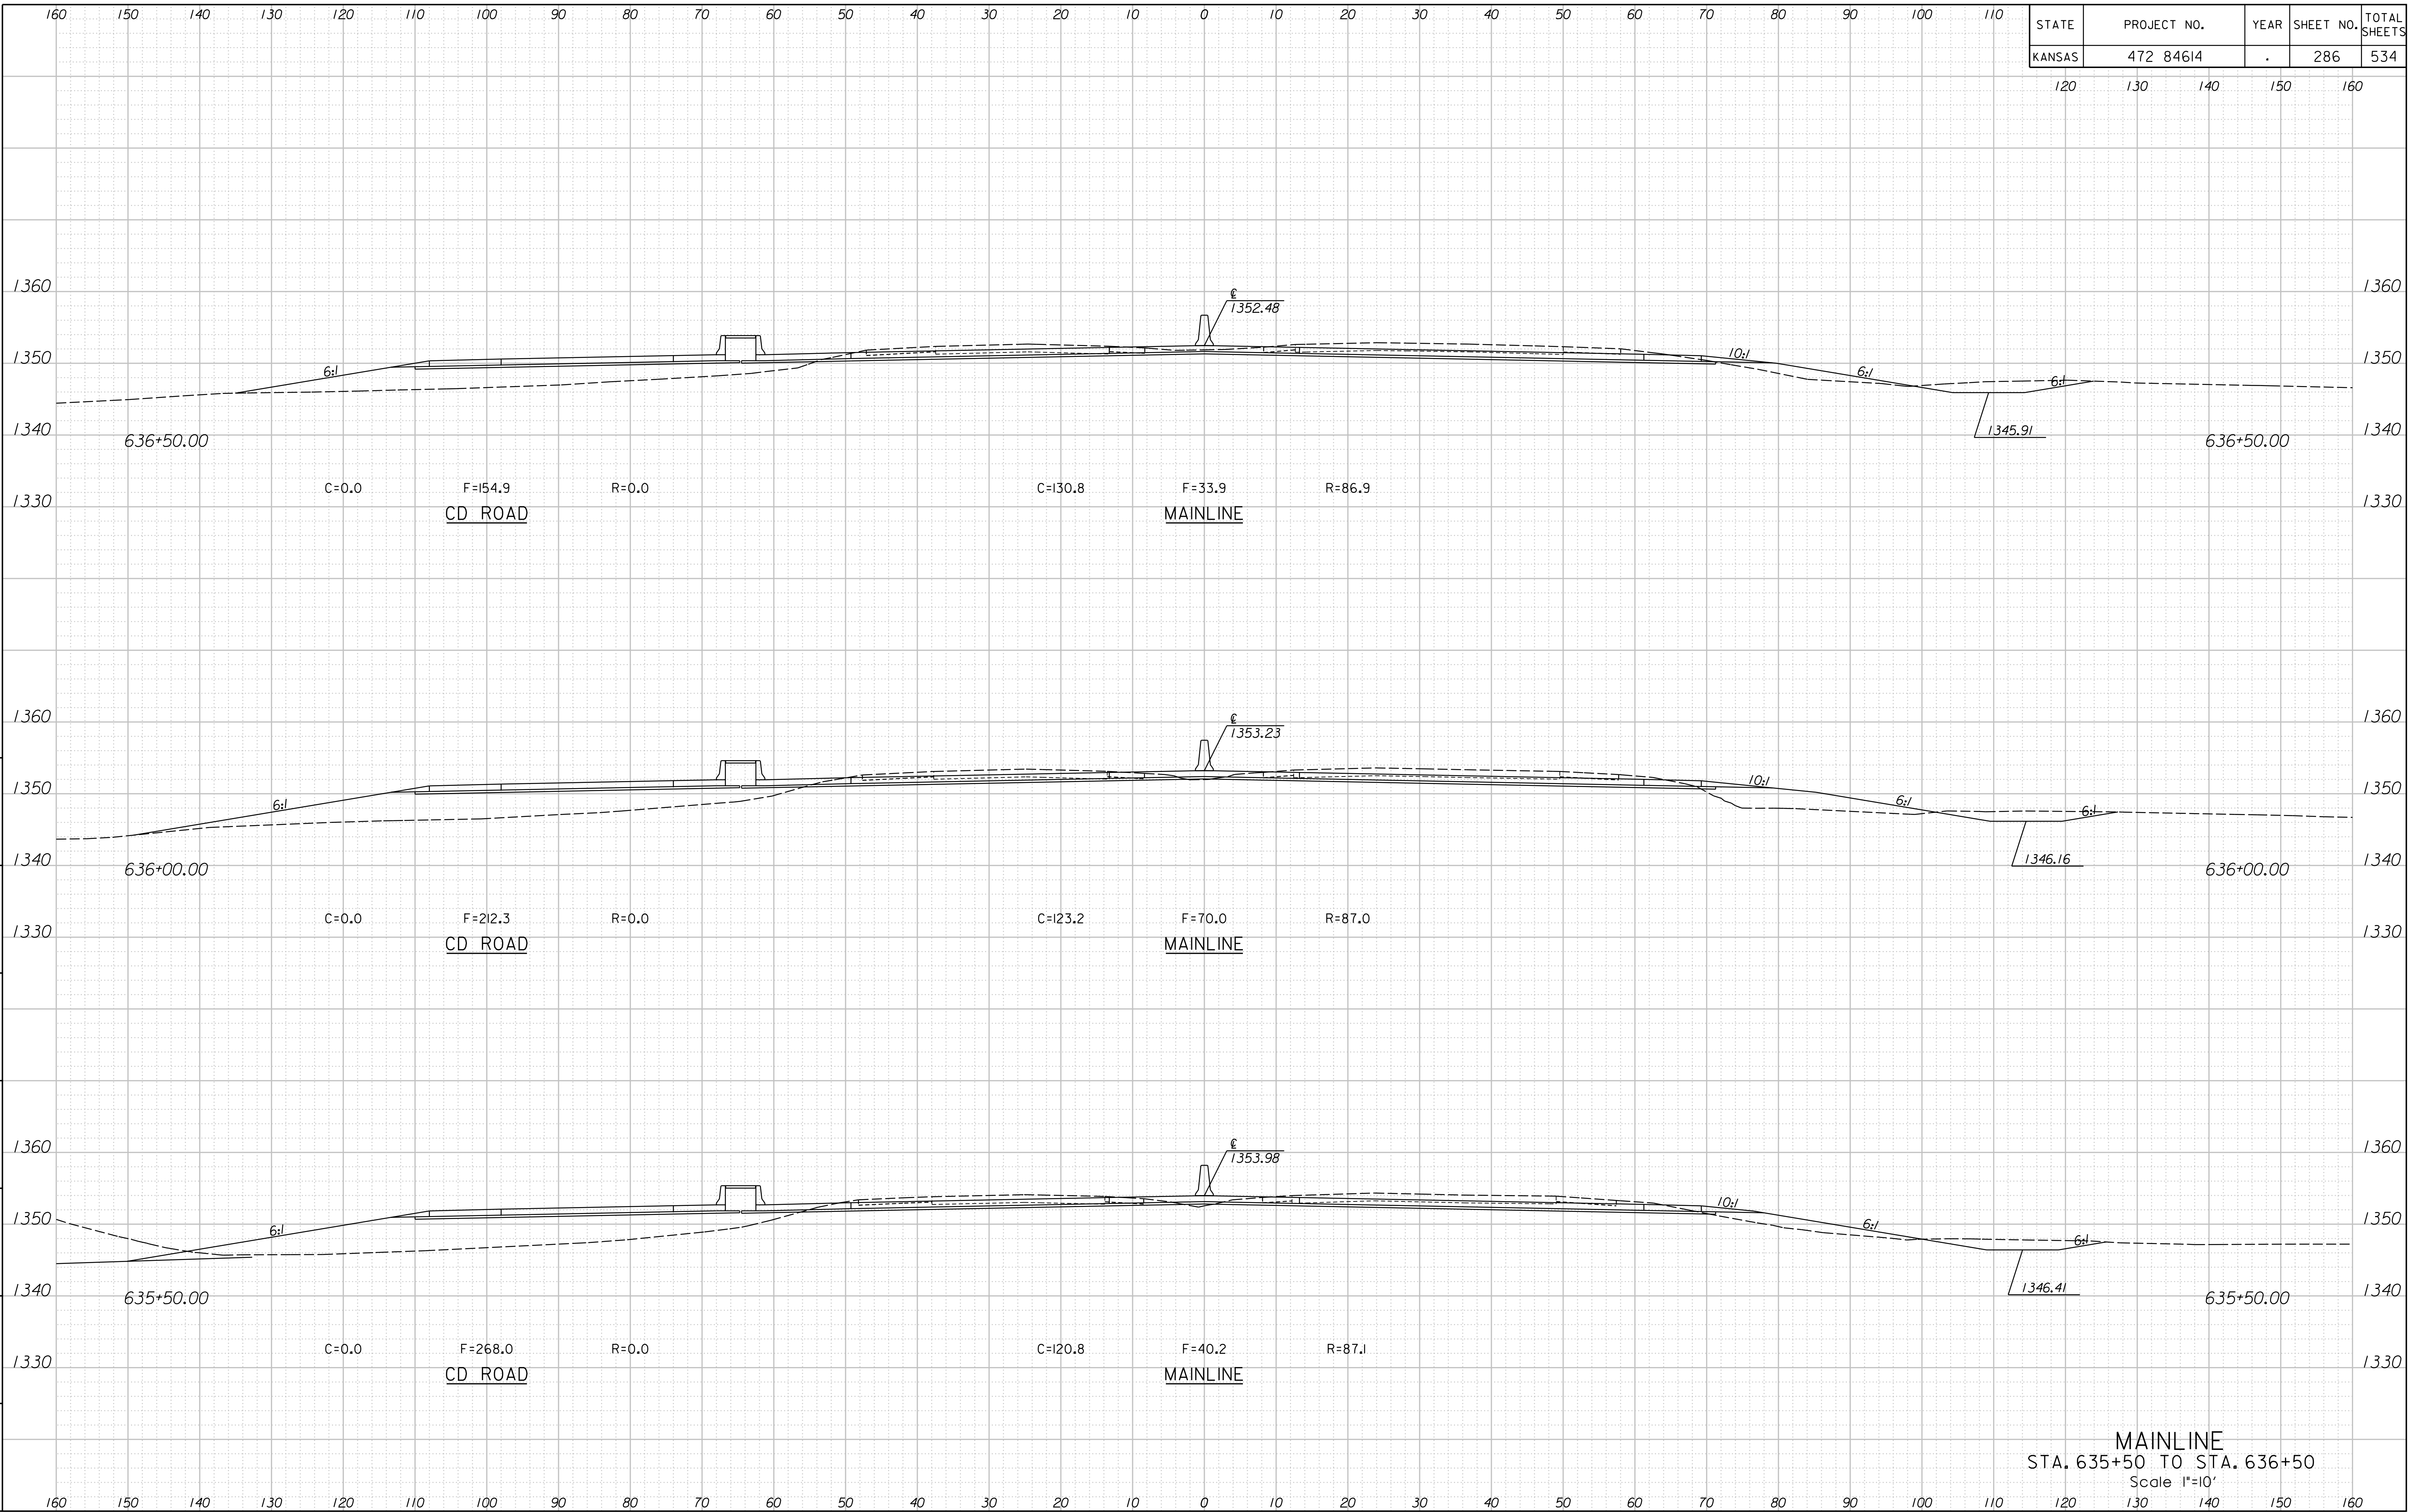 160 150 140 130 120 110 100 90 80 70 60 50 40 30 20 10 0 10 20 30 40 50 60 70 80 90 100 110
STATE PROJECT NO. YEAR SHEET NO. TOTAL SHEETS
KANSAS 472 84614 . 286 534
120 130 140 150 160
1360 1360
℄
1352.48
1350 1350
6:1 10:1 6:1 6:1
1345.91
1340 1340
636+50.00 636+50.00
C=0.0 F=154.9 R=0.0 C=130.8 F=33.9 R=86.9
1330 1330
CD ROAD MAINLINE
1360 1360
℄
1353.23
1350 1350
6:1 10:1 6:1 6:1
1346.16
1340 1340
636+00.00 636+00.00
C=0.0 F=212.3 R=0.0 C=123.2 F=70.0 R=87.0
1330 1330
CD ROAD MAINLINE
1360 1360
℄
1353.98
1350 1350
6:1 10:1 6:1 6:1
1346.41
1340 1340
635+50.00 635+50.00
C=0.0 F=268.0 R=0.0 C=120.8 F=40.2 R=87.1
1330 1330
CD ROAD MAINLINE
MAINLINE
STA. 635+50 TO STA. 636+50
Scale 1"=10'
160 150 140 130 120 110 100 90 80 70 60 50 40 30 20 10 0 10 20 30 40 50 60 70 80 90 100 110 120 130 140 150 160